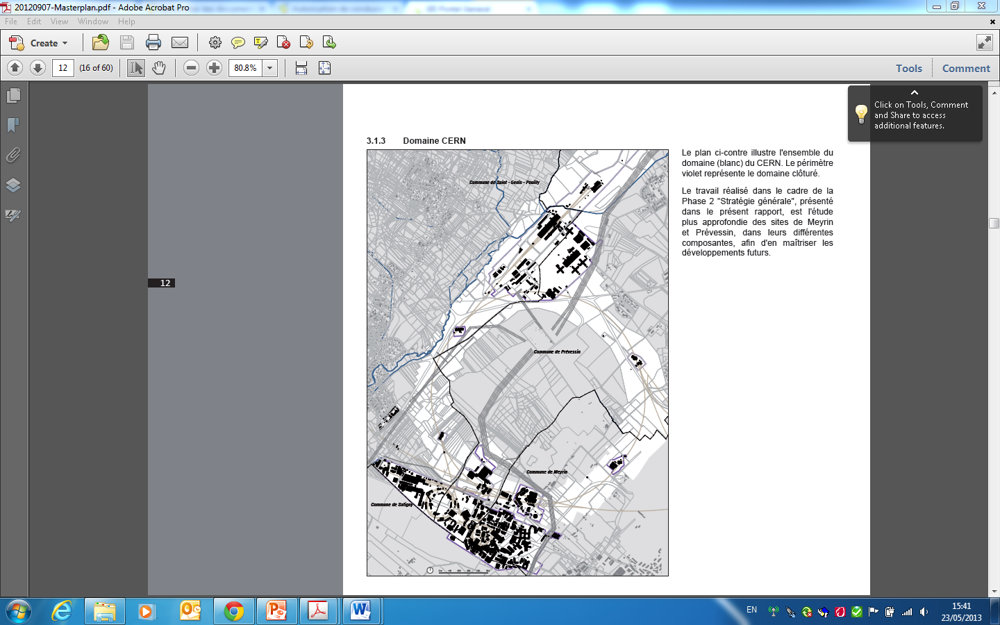 20120907-Masterplan.pdf - Adobe Acrobat Pro
File Edit View Window Help
Create
12 (16 of 60) 80.8% Tools Comment
Click on Tools, Comment
and Share to access
additional features.
3.1.3 Domaine CERN
Le plan ci-contre illustre l'ensemble du
domaine (blanc) du CERN. Le périmètre
violet représente le domaine clôturé.
Le travail réalisé dans le cadre de la
Phase 2 "Stratégie générale", présenté
dans le présent rapport, est l'étude
plus approfondie des sites de Meyrin
et Prévessin, dans leurs différentes
composantes, afin d'en maîtriser les
développements futurs.
Commune de Saint - Genis - Pouilly
12
Commune de Prévessin
Commune de Meyrin
Commune de Satigny
EN
15:41
23/05/2013